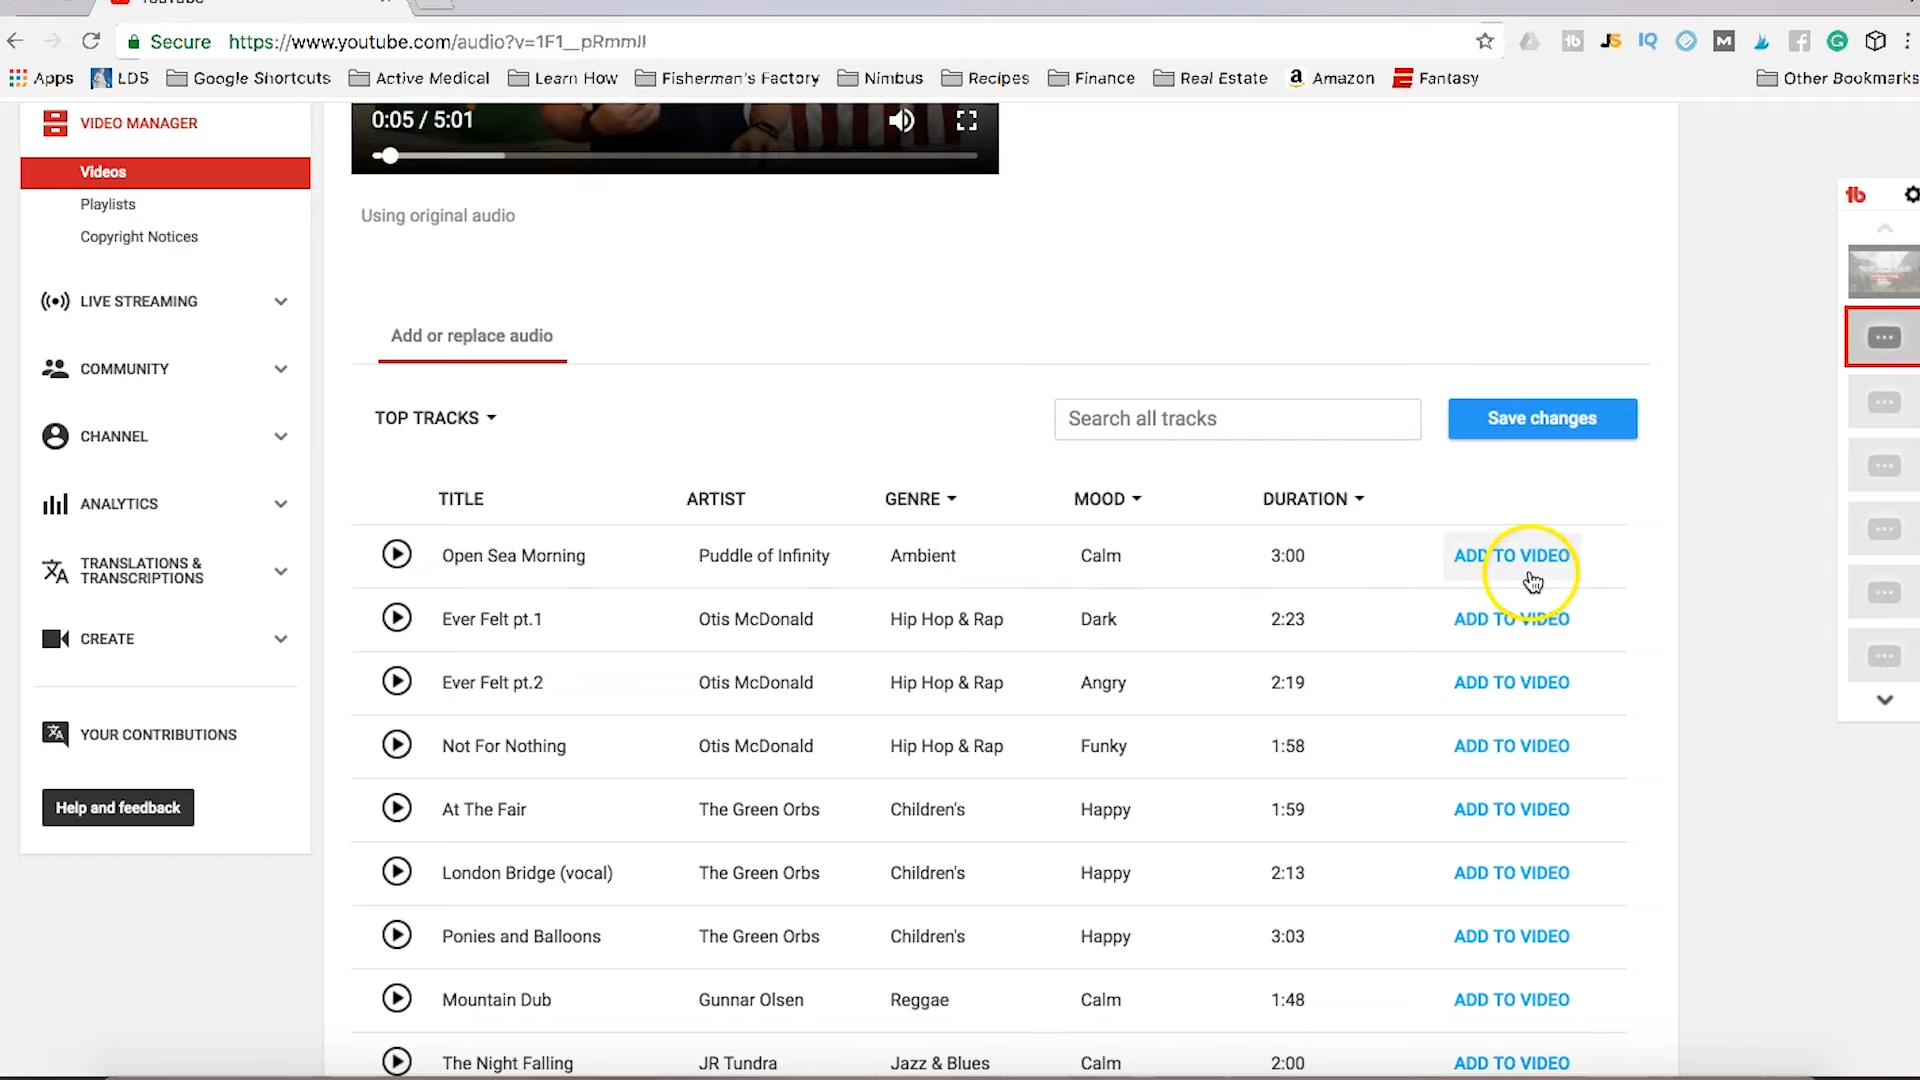 Secure https://www.youtube.com/audio?v=1F1__pRmmlI
Apps LDS Google Shortcuts Active Medical Learn How Fisherman's Factory Nimbus Recipes Finance Real Estate Amazon Fantasy Other Bookmarks
VIDEO MANAGER
Videos
Playlists
Copyright Notices
LIVE STREAMING
COMMUNITY
CHANNEL
ANALYTICS
TRANSLATIONS &
TRANSCRIPTIONS
CREATE
YOUR CONTRIBUTIONS
Help and feedback
0:05 / 5:01
Using original audio
Add or replace audio
TOP TRACKS Search all tracks Save changes
TITLE ARTIST GENRE MOOD DURATION
Open Sea Morning Puddle of Infinity Ambient Calm 3:00 ADD TO VIDEO
Ever Felt pt.1 Otis McDonald Hip Hop & Rap Dark 2:23 ADD TO VIDEO
Ever Felt pt.2 Otis McDonald Hip Hop & Rap Angry 2:19 ADD TO VIDEO
Not For Nothing Otis McDonald Hip Hop & Rap Funky 1:58 ADD TO VIDEO
At The Fair The Green Orbs Children's Happy 1:59 ADD TO VIDEO
London Bridge (vocal) The Green Orbs Children's Happy 2:13 ADD TO VIDEO
Ponies and Balloons The Green Orbs Children's Happy 3:03 ADD TO VIDEO
Mountain Dub Gunnar Olsen Reggae Calm 1:48 ADD TO VIDEO
The Night Falling JR Tundra Jazz & Blues Calm 2:00 ADD TO VIDEO